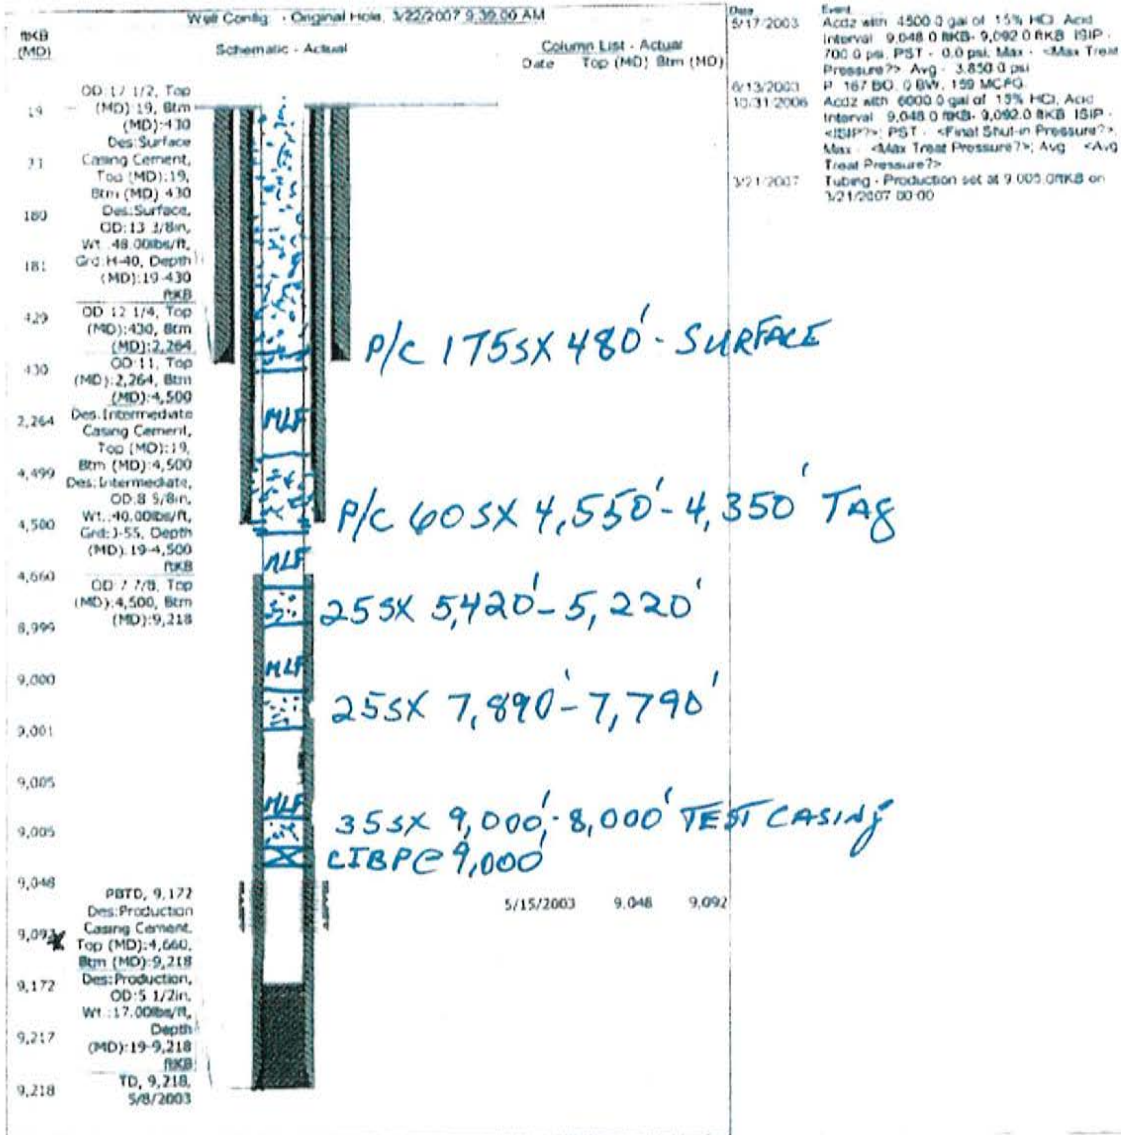 Well Config: - Original Hole, 3/22/2007 9:39:00 AM
ftKB
(MD)
Schematic - Actual
Column List - Actual
Date Top (MD) Btm (MD)
19
21
180
181
429
430
2,264
4,499
4,500
4,660
8,999
9,000
9,001
9,005
9,005
9,048
9,092
9,172
9,217
9,218
OD:17 1/2, Top
(MD):19, Btm
(MD):430
Des:Surface
Casing Cement,
Top (MD):19,
Btm (MD) 430
Des:Surface,
OD:13 3/8in,
Wt.:48.00lbs/ft,
Grd:H-40, Depth
(MD):19-430
ftKB
OD 12 1/4, Top
(MD):430, Btm
(MD):2,264
OD:11, Top
(MD):2,264, Btm
(MD):4,500
Des:Intermediate
Casing Cement,
Top (MD):19,
Btm (MD):4,500
Des:Intermediate,
OD:8 5/8in,
Wt.:40.00lbs/ft,
Grd:J-55, Depth
(MD):19-4,500
ftKB
OD:7 7/8, Top
(MD):4,500, Btm
(MD):9,218
PBTD, 9,172
Des:Production
Casing Cement,
Top (MD):4,660,
Btm (MD):9,218
Des:Production,
OD:5 1/2in,
Wt.:17.00lbs/ft,
Depth
(MD):19-9,218
ftKB
TD, 9,218,
5/8/2003
P/C 175SX 480' - SURFACE
MLF
P/C 60SX 4,550'-4,350' TAG
MLF
25SX 5,420'-5,220'
MLF
25SX 7,890'-7,790'
MLF
35SX 9,000'-8,000' TEST CASING
CIBP@ 9,000'
5/15/2003 9,048 9,092
Date Event
5/17/2003 Acdz with 4500.0 gal of 15% HCl, Acid
Interval 9,048.0 ftKB- 9,092.0 ftKB ISIP -
700.0 psi, PST - 0.0 psi, Max - <Max Treat
Pressure?> Avg - 3,850.0 psi
6/13/2003 P 167 BO, 0 BW, 159 MCFG
10/31/2006 Acdz with 6000.0 gal of 15% HCl, Acid
Interval 9,048.0 ftKB- 9,092.0 ftKB ISIP -
<ISIP?>; PST - <Final Shut-in Pressure?>,
Max - <Max Treat Pressure?>; Avg <Avg
Treat Pressure?>
3/21/2007 Tubing - Production set at 9,005.0ftKB on
3/21/2007 00:00